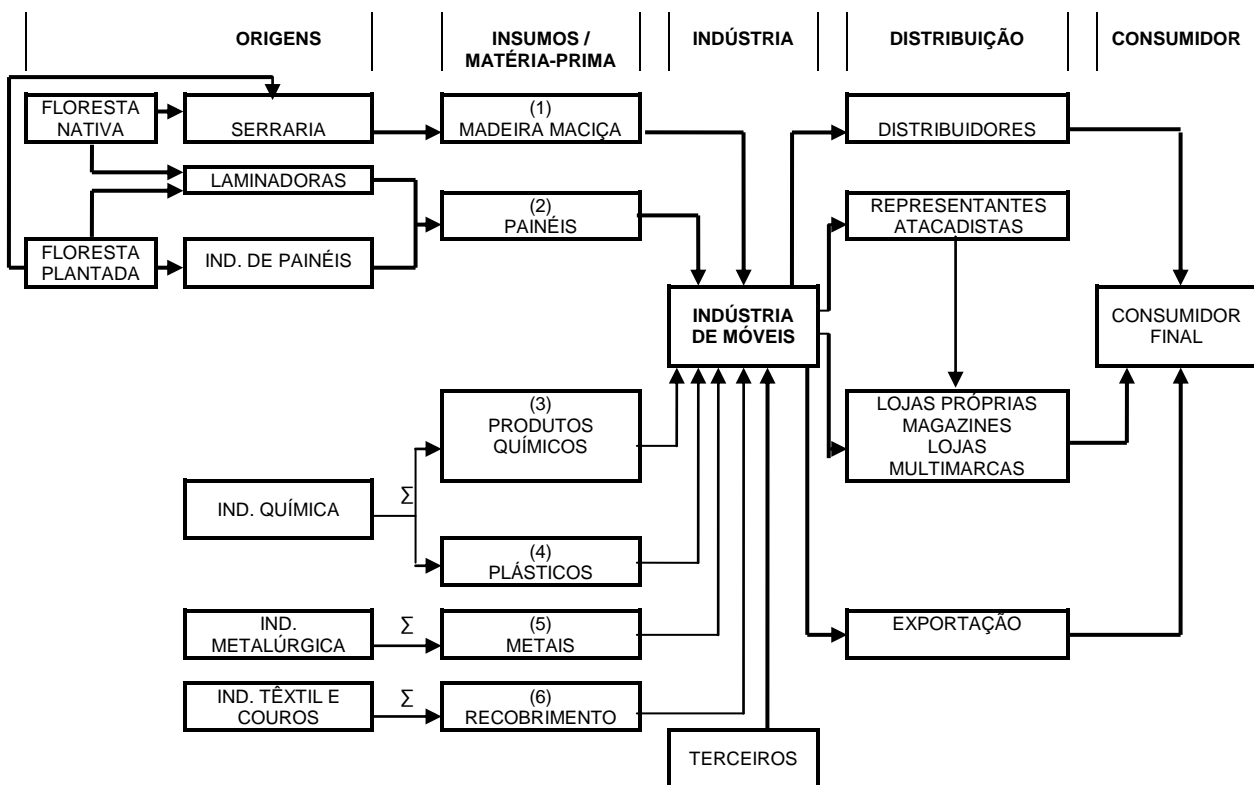 ORIGENS
INSUMOS /
MATÉRIA-PRIMA
INDÚSTRIA
DISTRIBUIÇÃO
CONSUMIDOR
FLORESTA
NATIVA
SERRARIA
(1)
MADEIRA MACIÇA
DISTRIBUIDORES
LAMINADORAS
(2)
PAINÉIS
REPRESENTANTES
ATACADISTAS
FLORESTA
PLANTADA
IND. DE PAINÉIS
INDÚSTRIA
DE MÓVEIS
CONSUMIDOR
FINAL
(3)
PRODUTOS
QUÍMICOS
LOJAS PRÓPRIAS
MAGAZINES
LOJAS
MULTIMARCAS
IND. QUÍMICA
Σ
(4)
PLÁSTICOS
IND.
METALÚRGICA
Σ
(5)
METAIS
EXPORTAÇÃO
IND. TÊXTIL E
COUROS
Σ
(6)
RECOBRIMENTO
TERCEIROS